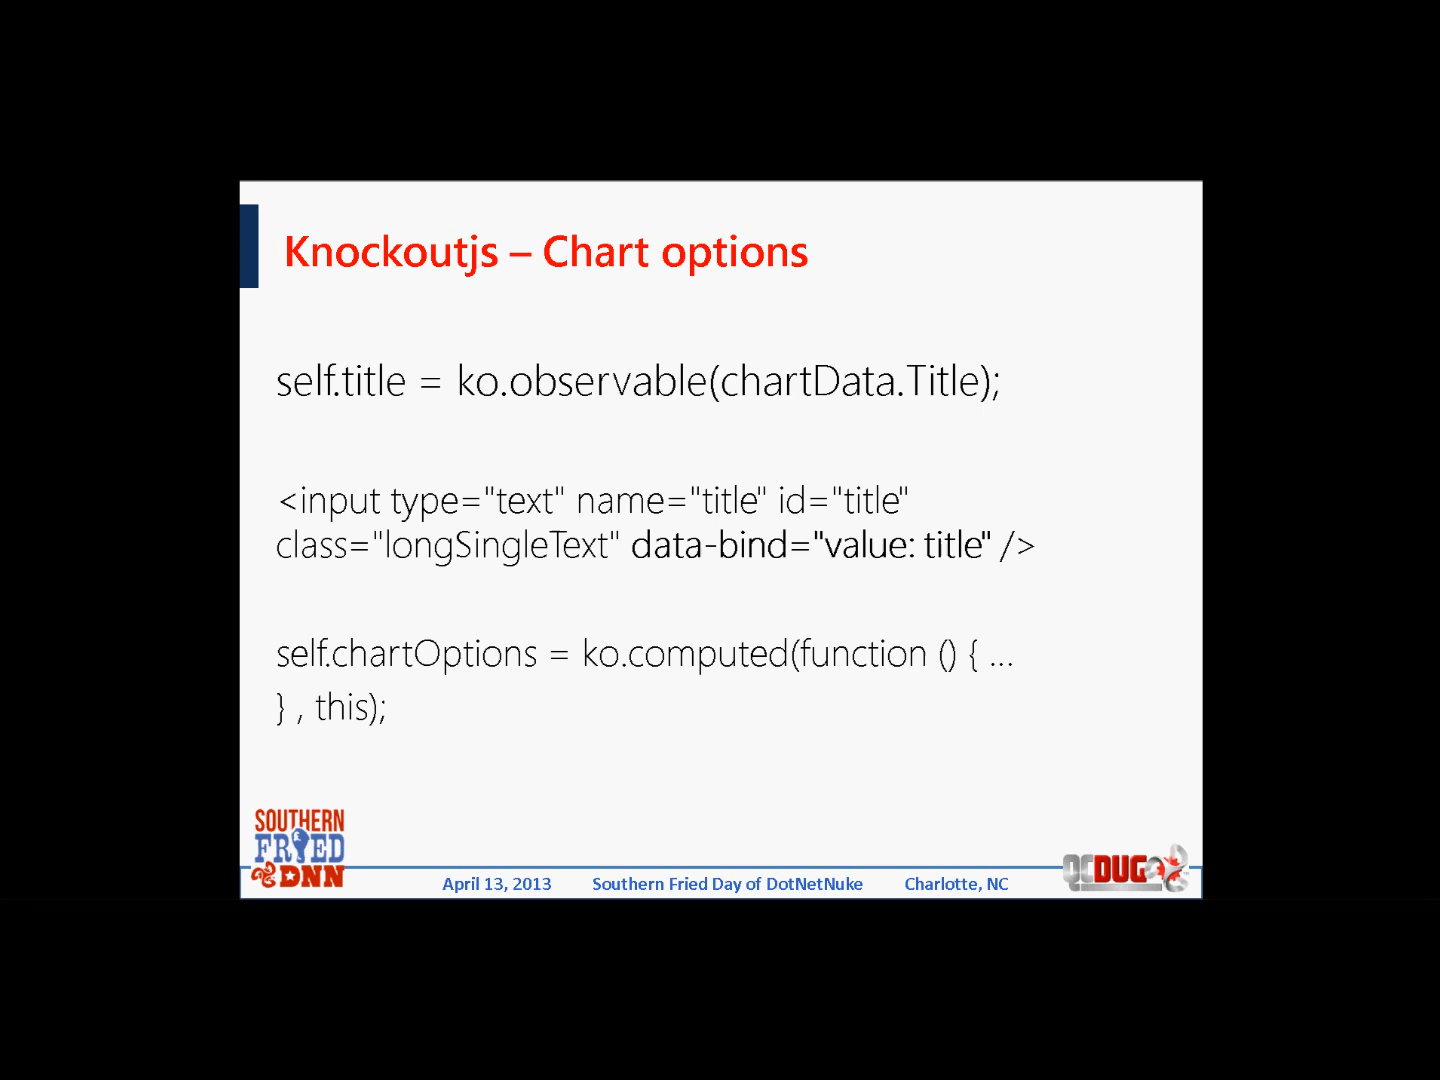 Knockoutjs – Chart options
self.title = ko.observable(chartData.Title);
<input type="text" name="title" id="title"
class="longSingleText" data-bind="value: title" />
self.chartOptions = ko.computed(function () { ...
} , this);
SOUTHERN
FRIED
DNN
April 13, 2013 Southern Fried Day of DotNetNuke Charlotte, NC
QCDUG